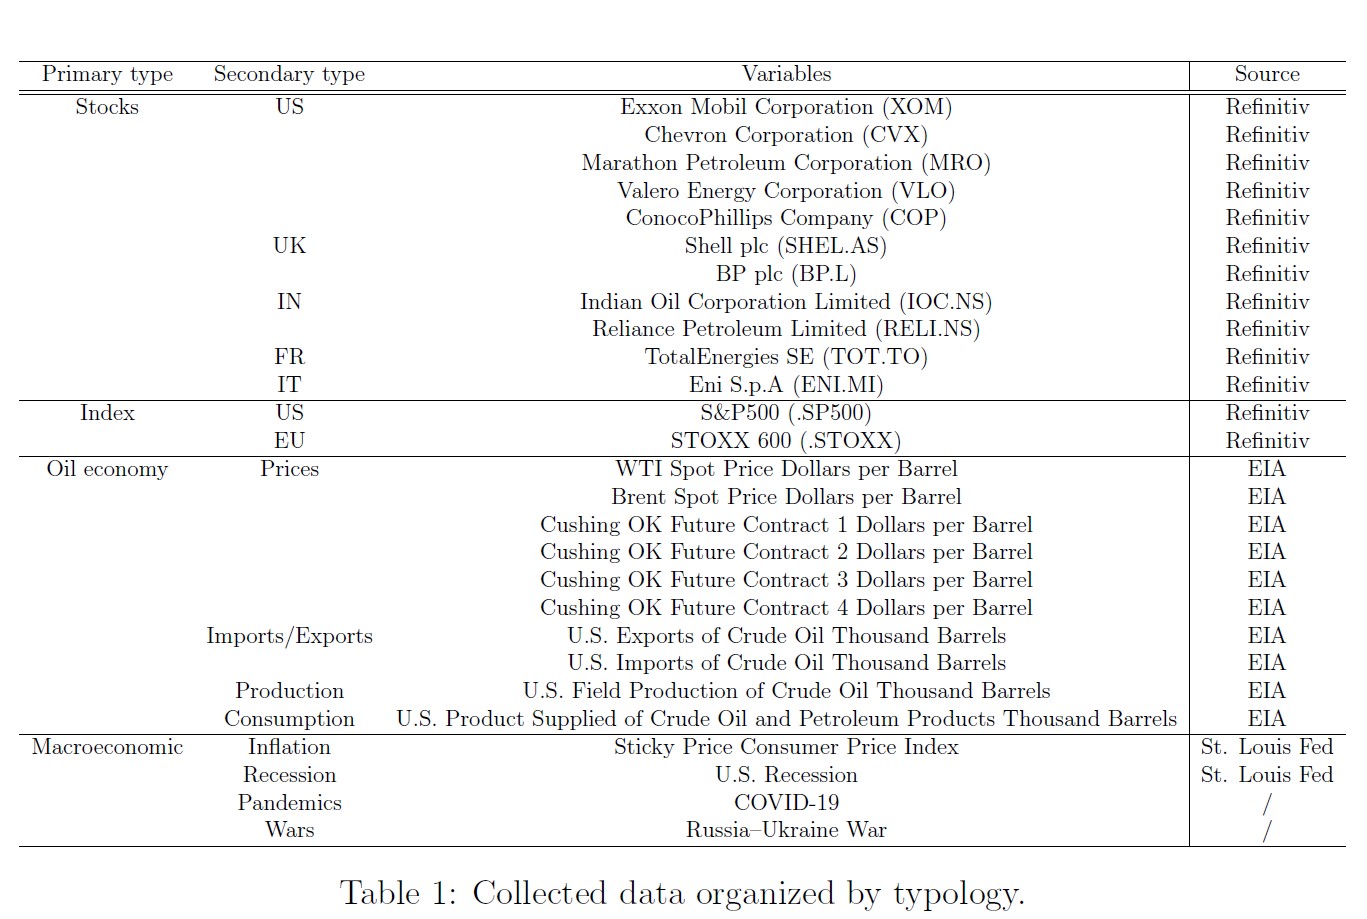 Primary type Secondary type Variables Source
Stocks US Exxon Mobil Corporation (XOM) Refinitiv
Chevron Corporation (CVX) Refinitiv
Marathon Petroleum Corporation (MRO) Refinitiv
Valero Energy Corporation (VLO) Refinitiv
ConocoPhillips Company (COP) Refinitiv
UK Shell plc (SHEL.AS) Refinitiv
BP plc (BP.L) Refinitiv
IN Indian Oil Corporation Limited (IOC.NS) Refinitiv
Reliance Petroleum Limited (RELI.NS) Refinitiv
FR TotalEnergies SE (TOT.TO) Refinitiv
IT Eni S.p.A (ENI.MI) Refinitiv
Index US S&P500 (.SP500) Refinitiv
EU STOXX 600 (.STOXX) Refinitiv
Oil economy Prices WTI Spot Price Dollars per Barrel EIA
Brent Spot Price Dollars per Barrel EIA
Cushing OK Future Contract 1 Dollars per Barrel EIA
Cushing OK Future Contract 2 Dollars per Barrel EIA
Cushing OK Future Contract 3 Dollars per Barrel EIA
Cushing OK Future Contract 4 Dollars per Barrel EIA
Imports/Exports U.S. Exports of Crude Oil Thousand Barrels EIA
U.S. Imports of Crude Oil Thousand Barrels EIA
Production U.S. Field Production of Crude Oil Thousand Barrels EIA
Consumption U.S. Product Supplied of Crude Oil and Petroleum Products Thousand Barrels EIA
Macroeconomic Inflation Sticky Price Consumer Price Index St. Louis Fed
Recession U.S. Recession St. Louis Fed
Pandemics COVID-19 /
Wars Russia–Ukraine War /
Table 1: Collected data organized by typology.